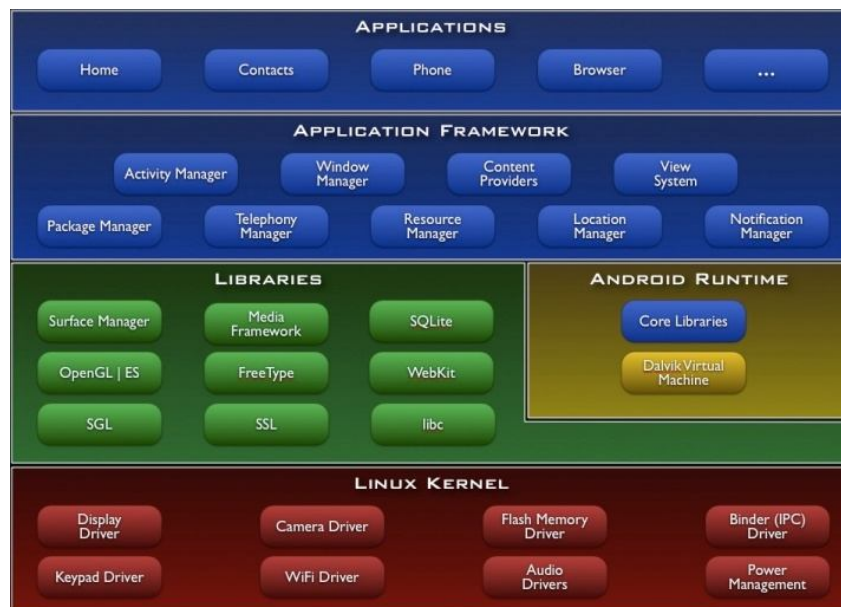 APPLICATIONS
Home
Contacts
Phone
Browser
...
APPLICATION FRAMEWORK
Activity Manager
Window
Manager
Content
Providers
View
System
Package Manager
Telephony
Manager
Resource
Manager
Location
Manager
Notification
Manager
LIBRARIES
Surface Manager
Media
Framework
SQLite
OpenGL | ES
FreeType
WebKit
SGL
SSL
libc
ANDROID RUNTIME
Core Libraries
Dalvik Virtual
Machine
LINUX KERNEL
Display
Driver
Camera Driver
Flash Memory
Driver
Binder (IPC)
Driver
Keypad Driver
WiFi Driver
Audio
Drivers
Power
Management